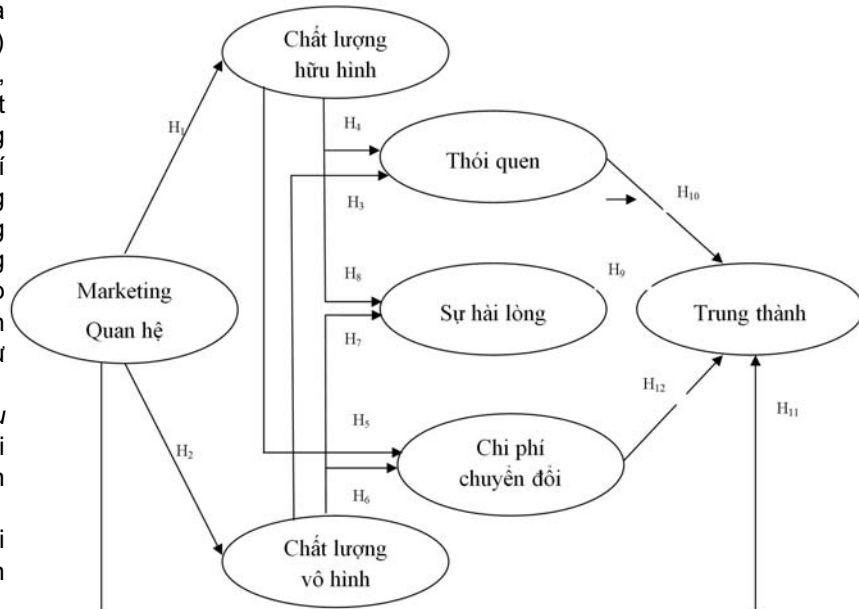 Chất lượng
hữu hình
H1
H4
Thói quen
H3
H10
Marketing
Quan hệ
H8
Sự hài lòng
H9
Trung thành
H7
H2
H5
H12
H11
Chi phí
chuyển đổi
H6
Chất lượng
vô hình